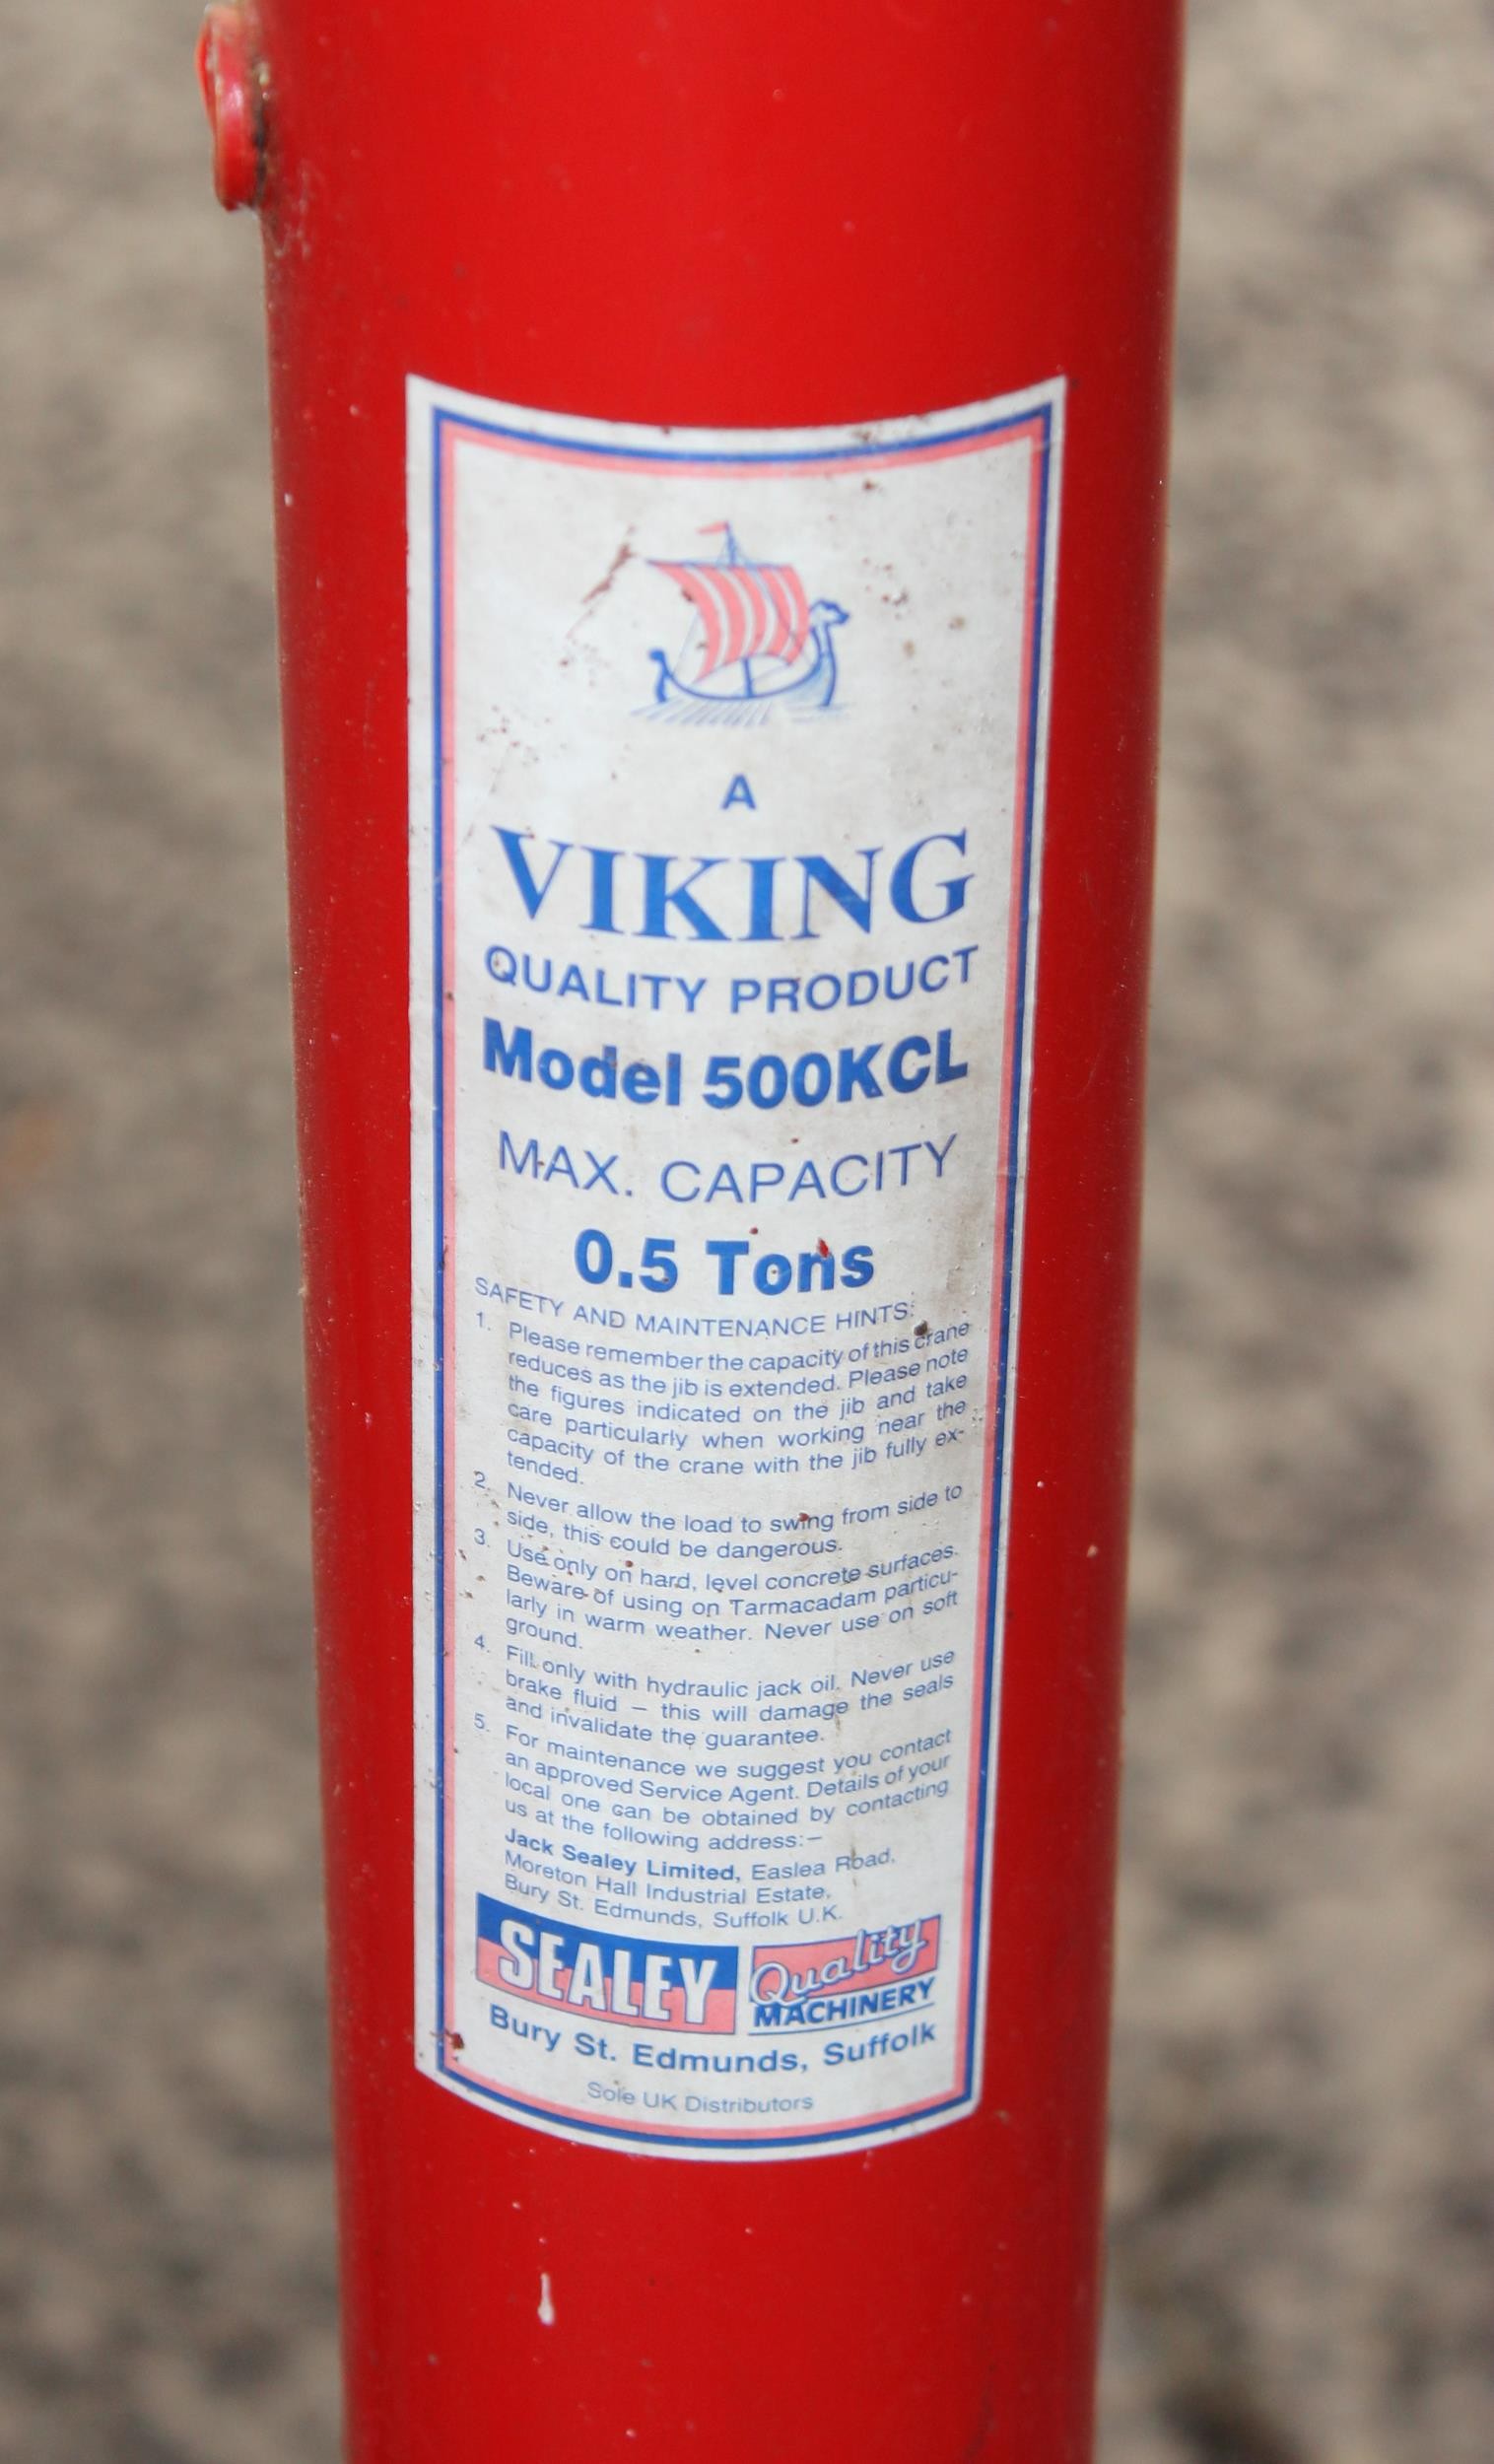 A
VIKING
QUALITY PRODUCT
Model 500KCL
MAX. CAPACITY
0.5 Tons
SAFETY AND MAINTENANCE HINTS:
1. Please remember the capacity of this crane
reduces as the jib is extended. Please note
the figures indicated on the jib and take
care particularly when working near the
capacity of the crane with the jib fully ex-
tended.
2. Never allow the load to swing from side to
side, this could be dangerous.
3. Use only on hard, level concrete surfaces.
Beware of using on Tarmacadam particu-
larly in warm weather. Never use on soft
ground.
4. Fill only with hydraulic jack oil. Never use
brake fluid — this will damage the seals
and invalidate the guarantee.
5. For maintenance we suggest you contact
an approved Service Agent. Details of your
local one can be obtained by contacting
us at the following address:—
Jack Sealey Limited, Easlea Road,
Moreton Hall Industrial Estate,
Bury St. Edmunds, Suffolk U.K.
SEALEY Quality
MACHINERY
Bury St. Edmunds, Suffolk
Sole UK Distributors